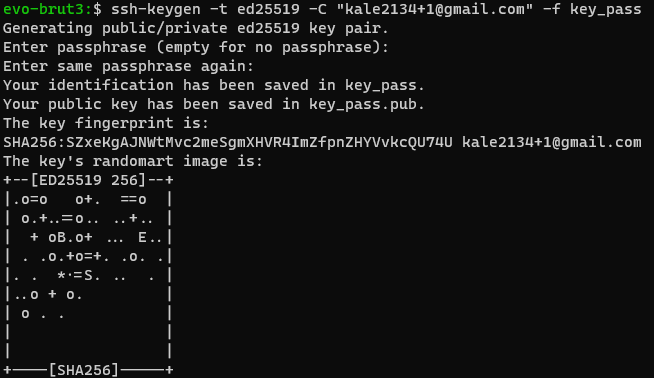 evo-brut3:$ ssh-keygen -t ed25519 -C "kale2134+1@gmail.com" -f key_pass
Generating public/private ed25519 key pair.
Enter passphrase (empty for no passphrase):
Enter same passphrase again:
Your identification has been saved in key_pass.
Your public key has been saved in key_pass.pub.
The key fingerprint is:
SHA256:SZxeKgAJNWtMvc2meSgmXHVR4ImZfpnZHYVvkcQU74U kale2134+1@gmail.com
The key's randomart image is:
+--[ED25519 256]--+
|.o=o   o+.  ==o  |
| o.+..=o.. ..+.. |
|  + oB.o+ ... E..|
| . .o.+o=+. .o. .|
|. .  *.=S. ..  . |
|..o + o.         |
| o . .           |
|                 |
|                 |
+----[SHA256]-----+